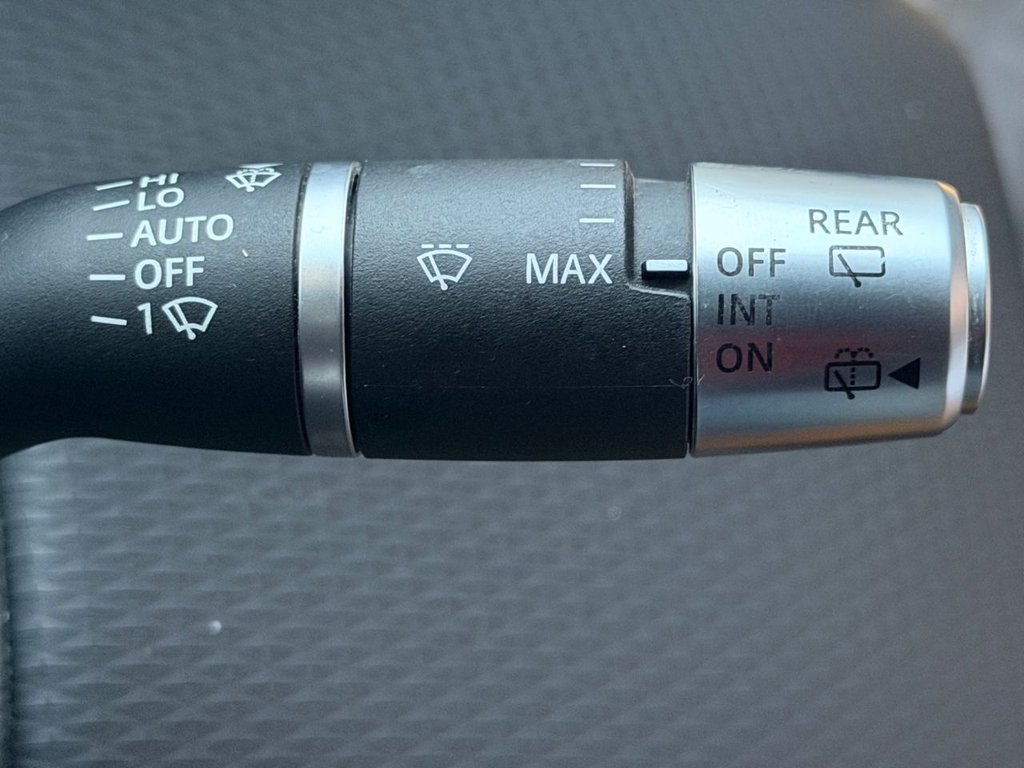 HI
LO
AUTO
OFF
1
MAX
REAR
OFF
INT
ON